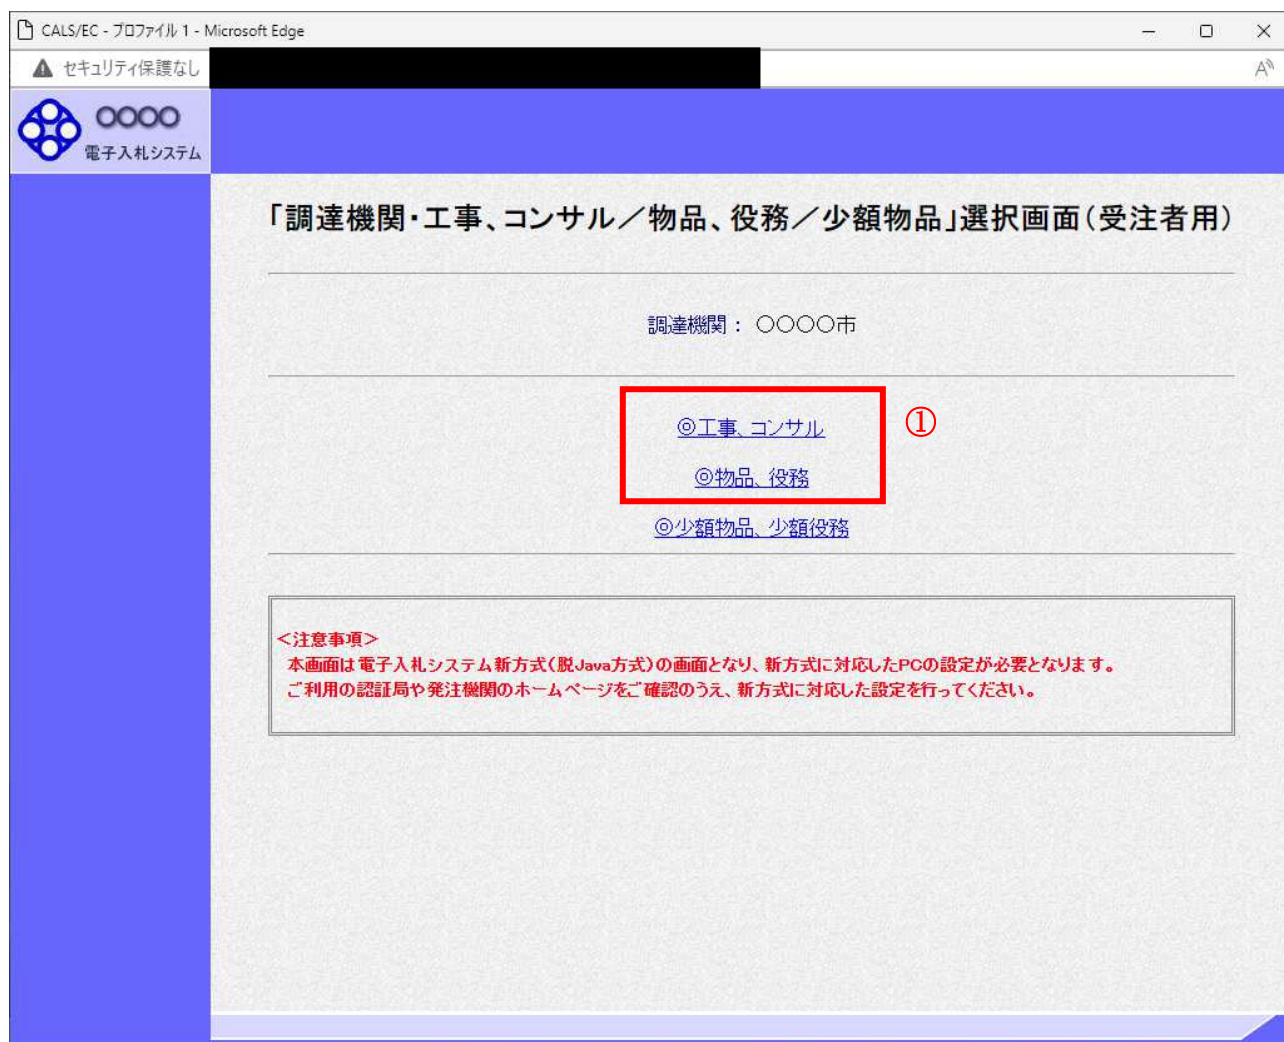 CALS/EC - プロファイル 1 - Microsoft Edge
セキュリティ保護なし
A
〇〇〇〇
電子入札システム
「調達機関・工事、コンサル／物品、役務／少額物品」選択画面(受注者用)
調達機関： 〇〇〇〇市
◎工事、コンサル
①
◎物品、役務
◎少額物品、少額役務
＜注意事項＞
本画面は電子入札システム新方式(脱Java方式)の画面となり、新方式に対応したPCの設定が必要となります。
ご利用の認証局や発注機関のホームページをご確認のうえ、新方式に対応した設定を行ってください。